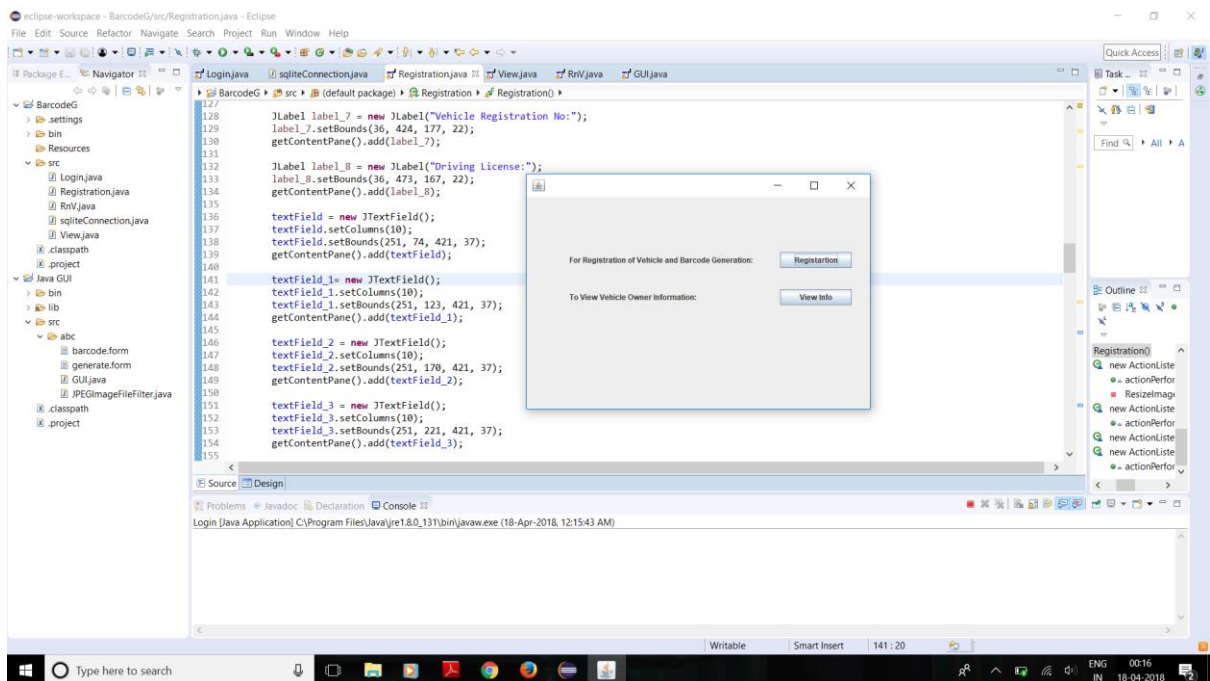 eclipse-workspace - BarcodeG/src/Registration.java - Eclipse
File Edit Source Refactor Navigate Search Project Run Window Help
Quick Access
Package E... Navigator
BarcodeG
.settings
bin
Resources
src
Login.java
Registration.java
RnV.java
sqliteConnection.java
View.java
.classpath
.project
Java GUI
bin
lib
src
abc
barcode.form
generate.form
GUI.java
JPEGImageFileFilter.java
.classpath
.project
Login.java sqliteConnection.java Registration.java View.java RnV.java GUI.java
BarcodeG src (default package) Registration Registration()
127
128 JLabel label_7 = new JLabel("Vehicle Registration No:");
129 label_7.setBounds(36, 424, 177, 22);
130 getContentPane().add(label_7);
131
132 JLabel label_8 = new JLabel("Driving License:");
133 label_8.setBounds(36, 473, 167, 22);
134 getContentPane().add(label_8);
135
136 textField = new JTextField();
137 textField.setColumns(10);
138 textField.setBounds(251, 74, 421, 37);
139 getContentPane().add(textField);
140
141 textField_1= new JTextField();
142 textField_1.setColumns(10);
143 textField_1.setBounds(251, 123, 421, 37);
144 getContentPane().add(textField_1);
145
146 textField_2 = new JTextField();
147 textField_2.setColumns(10);
148 textField_2.setBounds(251, 170, 421, 37);
149 getContentPane().add(textField_2);
150
151 textField_3 = new JTextField();
152 textField_3.setColumns(10);
153 textField_3.setBounds(251, 221, 421, 37);
154 getContentPane().add(textField_3);
155
Source Design
For Registration of Vehicle and Barcode Generation: Registartion
To View Vehicle Owner Information: View Info
Task ...
Find All A
Outline
Registration()
new ActionListe
actionPerfor
ResizeImage
new ActionListe
actionPerfor
new ActionListe
new ActionListe
actionPerfor
Problems Javadoc Declaration Console
Login [Java Application] C:\Program Files\Java\jre1.8.0_131\bin\javaw.exe (18-Apr-2018, 12:15:43 AM)
Writable Smart Insert 141 : 20
Type here to search
ENG 00:16
IN 18-04-2018